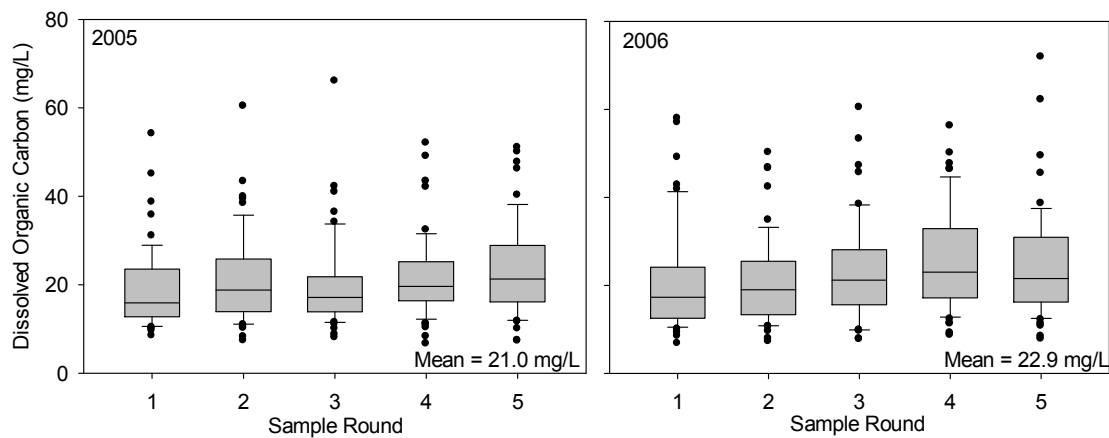 Dissolved Organic Carbon (mg/L)
80
60
40
20
0
2005
Mean = 21.0 mg/L
1 2 3 4 5
Sample Round
2006
Mean = 22.9 mg/L
1 2 3 4 5
Sample Round